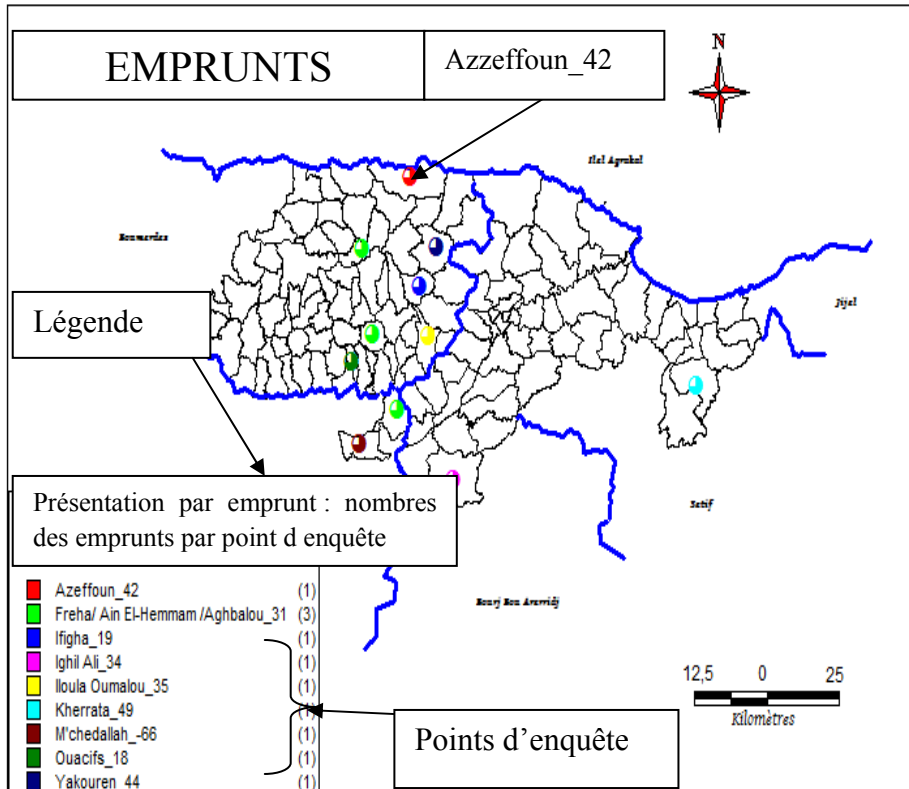 EMPRUNTS
Azzeffoun_42
N
Ilel Agrakal
Boumerdes
Jijel
Légende
Présentation par emprunt : nombres
des emprunts par point d enquête
Setif
Bourj Bou Arerridj
Azeffoun_42 (1)
Freha/ Ain El-Hemmam /Aghbalou_31 (3)
Ifigha_19 (1)
Ighil Ali_34 (1)
Iloula Oumalou_35 (1)
Kherrata_49 (1)
M'chedallah_-66 (1)
Ouacifs_18 (1)
Yakouren_44 (1)
12,5 0 25
Kilomètres
Points d’enquête